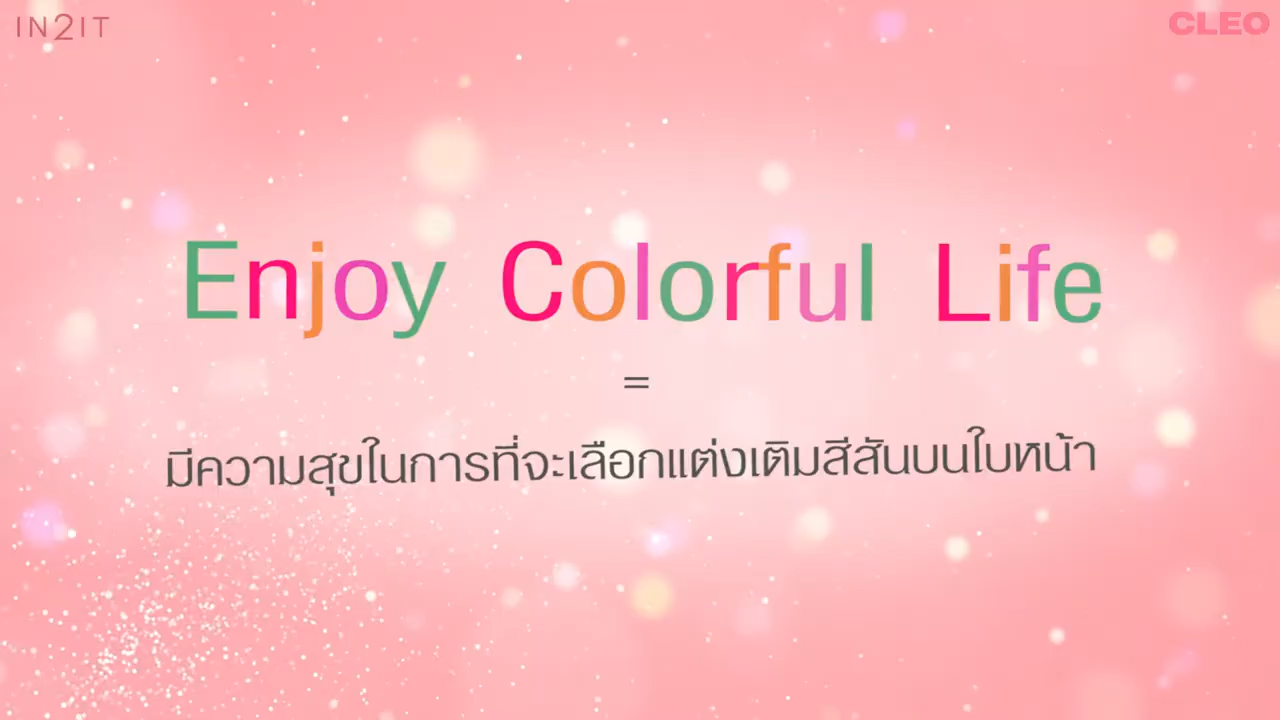 IN2IT
CLEO
Enjoy Colorful Life
=
มีความสุขในการที่จะเลือกแต่งเติมสีสันบนใบหน้า